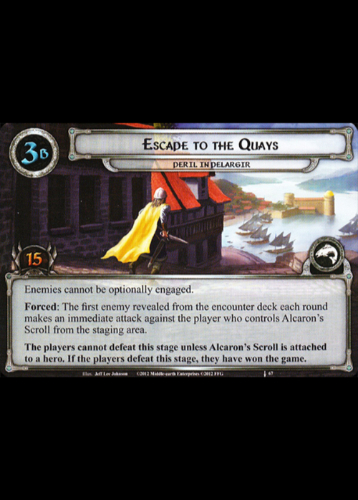 3B
ESCAPE TO THE QUAYS
PERIL IN PELARGIR
15
Enemies cannot be optionally engaged.
Forced: The first enemy revealed from the encounter deck each round
makes an immediate attack against the player who controls Alcaron's
Scroll from the staging area.
The players cannot defeat this stage unless Alcaron's Scroll is attached
to a hero. If the players defeat this stage, they have won the game.
Illus. Jeff Lee Johnson ©2012 Middle-earth Enterprises ©2012 FFG